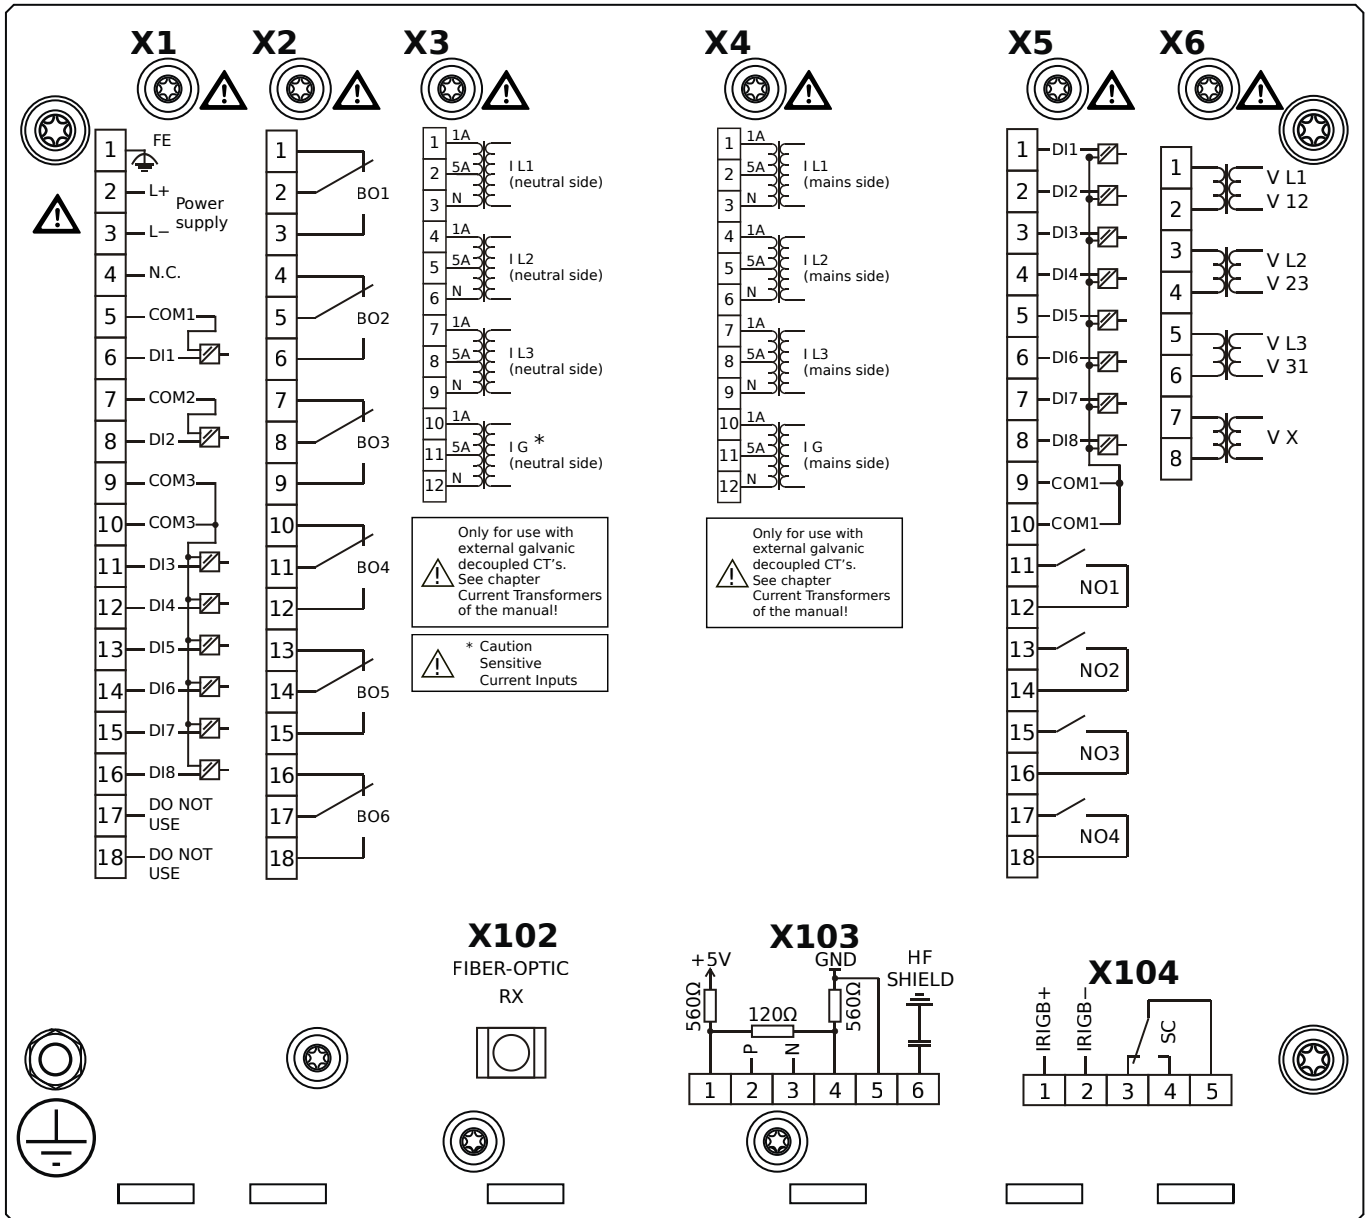 X1
1
FE
2
L+
Power
supply
3
L−
4
N.C.
5
COM1
6
DI1
7
COM2
8
DI2
9
COM3
10
COM3
11
DI3
12
DI4
13
DI5
14
DI6
15
DI7
16
DI8
17
DO NOT
USE
18
DO NOT
USE
X2
1
2
BO1
3
4
5
BO2
6
7
8
BO3
9
10
11
BO4
12
13
14
BO5
15
16
17
BO6
18
X3
1
1A
2
5A
I L1
(neutral side)
3
N
4
1A
5
5A
I L2
(neutral side)
6
N
7
1A
8
5A
I L3
(neutral side)
9
N
10
1A
11
5A
I G *
(neutral side)
12
N
Only for use with
external galvanic
decoupled CT's.
See chapter
Current Transformers
of the manual!
* Caution
Sensitive
Current Inputs
X4
1
1A
2
5A
I L1
(mains side)
3
N
4
1A
5
5A
I L2
(mains side)
6
N
7
1A
8
5A
I L3
(mains side)
9
N
10
1A
11
5A
I G
(mains side)
12
N
Only for use with
external galvanic
decoupled CT's.
See chapter
Current Transformers
of the manual!
X5
1
DI1
2
DI2
3
DI3
4
DI4
5
DI5
6
DI6
7
DI7
8
DI8
9
COM1
10
COM1
11
NO1
12
13
NO2
14
15
NO3
16
17
NO4
18
X6
1
V L1
2
V 12
3
V L2
4
V 23
5
V L3
6
V 31
7
V X
8
X102
FIBER-OPTIC
RX
X103
+5V
GND
HF
SHIELD
560Ω
120Ω
560Ω
P
N
1 2 3 4 5 6
X104
IRIGB+
IRIGB−
SC
1 2 3 4 5